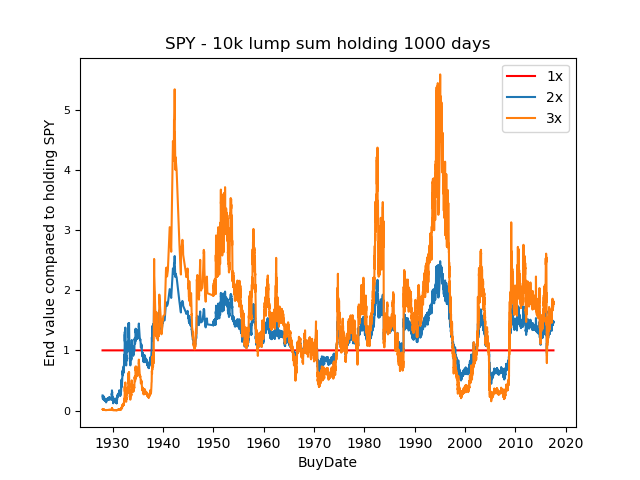 SPY - 10k lump sum holding 1000 days
End value compared to holding SPY
5
4
3
2
1
0
1x
2x
3x
1930 1940 1950 1960 1970 1980 1990 2000 2010 2020
BuyDate